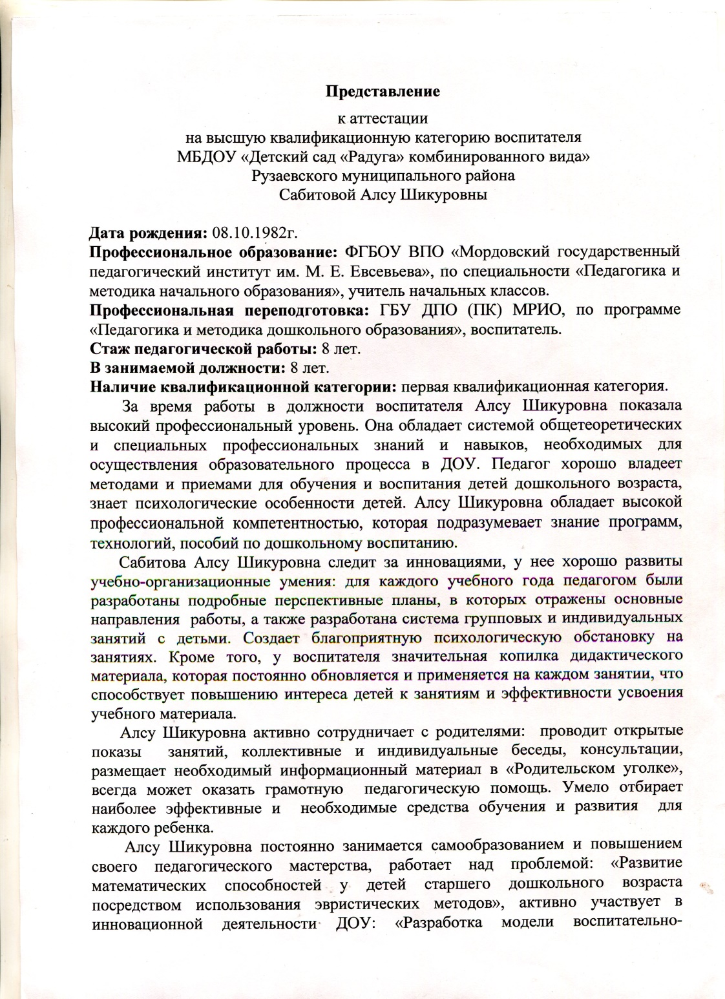 Представление
к аттестации
на высшую квалификационную категорию воспитателя
МБДОУ «Детский сад «Радуга» комбинированного вида»
Рузаевского муниципального района
Сабитовой Алсу Шикуровны
Дата рождения: 08.10.1982г.
Профессиональное образование: ФГБОУ ВПО «Мордовский государственный
педагогический институт им. М. Е. Евсевьева», по специальности «Педагогика и
методика начального образования», учитель начальных классов.
Профессиональная переподготовка: ГБУ ДПО (ПК) МРИО, по программе
«Педагогика и методика дошкольного образования», воспитатель.
Стаж педагогической работы: 8 лет.
В занимаемой должности: 8 лет.
Наличие квалификационной категории: первая квалификационная категория.
За время работы в должности воспитателя Алсу Шикуровна показала
высокий профессиональный уровень. Она обладает системой общетеоретических
и специальных профессиональных знаний и навыков, необходимых для
осуществления образовательного процесса в ДОУ. Педагог хорошо владеет
методами и приемами для обучения и воспитания детей дошкольного возраста,
знает психологические особенности детей. Алсу Шикуровна обладает высокой
профессиональной компетентностью, которая подразумевает знание программ,
технологий, пособий по дошкольному воспитанию.
Сабитова Алсу Шикуровна следит за инновациями, у нее хорошо развиты
учебно-организационные умения: для каждого учебного года педагогом были
разработаны подробные перспективные планы, в которых отражены основные
направления работы, а также разработана система групповых и индивидуальных
занятий с детьми. Создает благоприятную психологическую обстановку на
занятиях. Кроме того, у воспитателя значительная копилка дидактического
материала, которая постоянно обновляется и применяется на каждом занятии, что
способствует повышению интереса детей к занятиям и эффективности усвоения
учебного материала.
Алсу Шикуровна активно сотрудничает с родителями: проводит открытые
показы занятий, коллективные и индивидуальные беседы, консультации,
размещает необходимый информационный материал в «Родительском уголке»,
всегда может оказать грамотную педагогическую помощь. Умело отбирает
наиболее эффективные и необходимые средства обучения и развития для
каждого ребенка.
Алсу Шикуровна постоянно занимается самообразованием и повышением
своего педагогического мастерства, работает над проблемой: «Развитие
математических способностей у детей старшего дошкольного возраста
посредством использования эвристических методов», активно участвует в
инновационной деятельности ДОУ: «Разработка модели воспитательно-